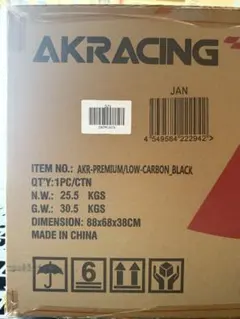 AKRACING
JAN
4"549584"222942">
ITEM NO.: AKR-PREMIUM/LOW-CARBON_BLACK
QT'Y:1PC/CTN
N.W.: 25.5 KGS
G.W.: 30.5 KGS
DIMENSION: 88x68x38CM
MADE IN CHINA
6